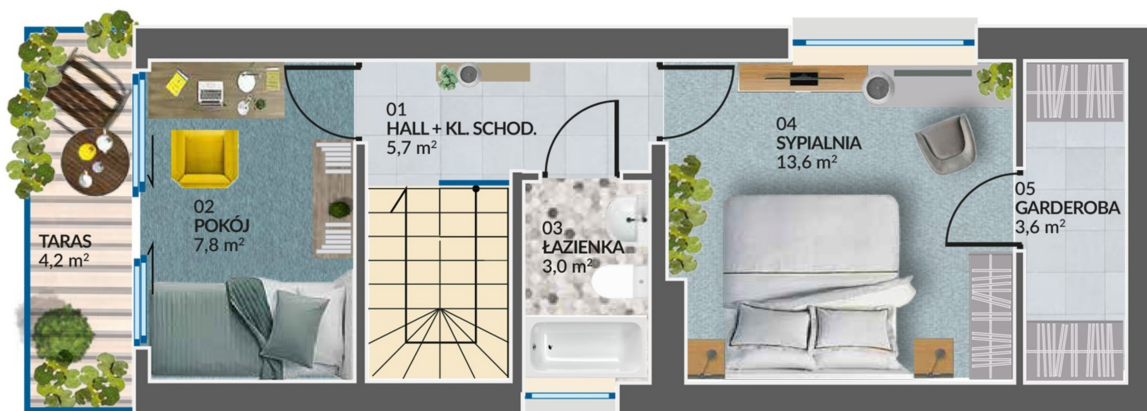 01
HALL + KL. SCHOD.
5,7 m²
02
POKÓJ
7,8 m²
TARAS
4,2 m²
03
ŁAZIENKA
3,0 m²
04
SYPIALNIA
13,6 m²
05
GARDEROBA
3,6 m²